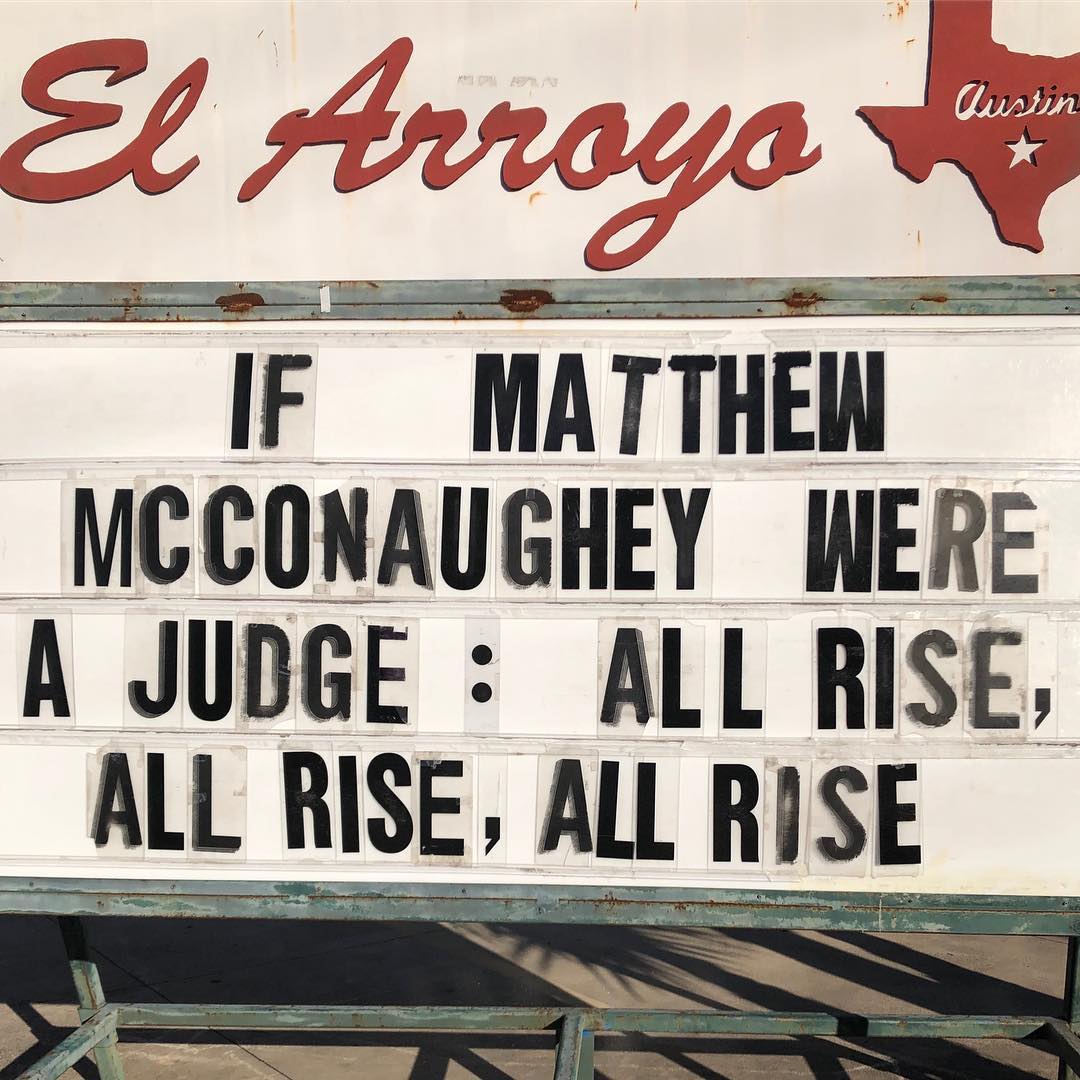 El Arroyo
Austin
IF MATTHEW
MCCONAUGHEY WERE
A JUDGE : ALL RISE,
ALL RISE, ALL RISE